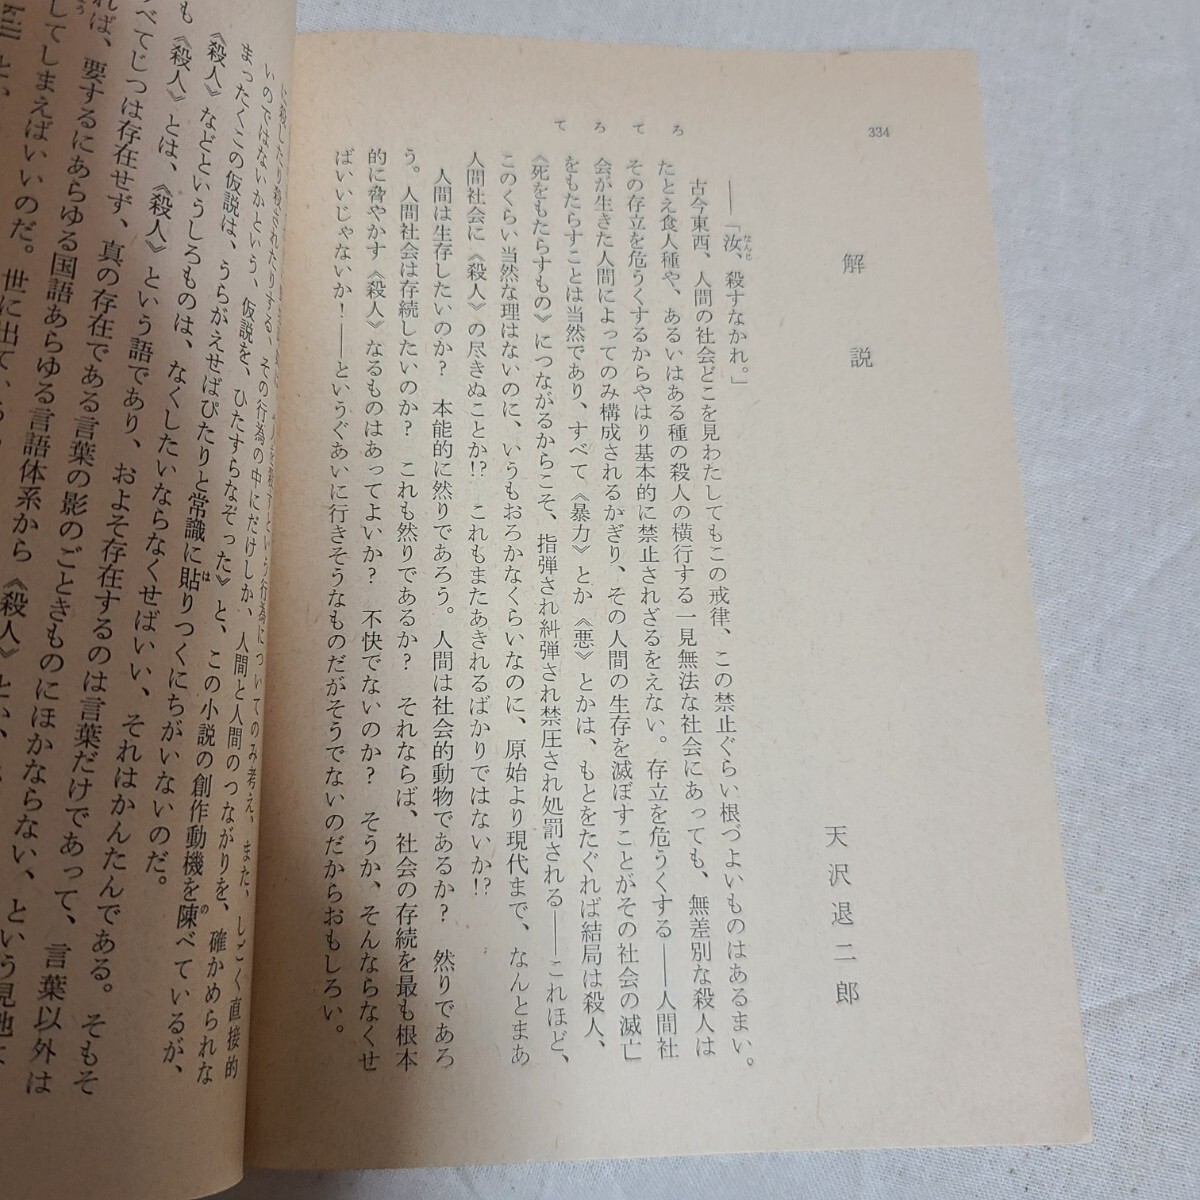 334
解説
天沢退二郎
――「汝、殺すなかれ。」
なんじ
古今東西、人間の社会どこを見わたしてもこの戒律、この禁止ぐらい根づよいものはあるまい。
たとえ食人種や、あるいはある種の殺人の横行する一見無法な社会にあっても、無差別な殺人は
その存立を危うくするからやはり基本的に禁止されざるをえない。存立を危うくする――人間社
会が生きた人間によってのみ構成されるかぎり、その人間の生存を滅ぼすことがその社会の滅亡
をもたらすことは当然であり、すべて《暴力》とか《悪》とかは、もとをたぐれば結局は殺人、
《死をもたらすもの》につながるからこそ、指弾され糾弾され禁圧され処罰される――これほど、
このくらい当然な理はないのに、いうもおろかなくらいなのに、原始より現代まで、なんとまあ
人間社会に《殺人》の尽きぬことか!? これもまたあきれるばかりではないか!?
人間は生存したいのか? 本能的に然りであろう。人間は社会的動物であるか? 然りであろ
う。人間社会は存続したいのか? これも然りであるか? それならば、社会の存続を最も根本
的に脅やかす《殺人》なるものはあってよいか? 不快でないのか? そうか、そんならなくせ
ばいいじゃないか!――というぐあいに行きそうなものだがそうでないのだからおもしろい。
ろ
て
ろ
て
いのではないかという、仮説を、ひたすらなぞった》と、この小説の創作動機を陳べているが、
の
まったくこの仮説は、うらがえせばぴたりと常識に貼りつくにちがいないのだ。
は
《殺人》などというしろものは、なくしたいならなくせばいい、それはかんたんである。そもそ
も《殺人》とは、《殺人》という語であり、およそ存在するのは言葉だけであって、言葉以外は
べてじつは存在せず、真の存在である言葉の影のごときものにほかならない、という見地
れば、要するにあらゆる国語あらゆる言語体系から《殺人》と
してしまえばいいのだ。世に出て